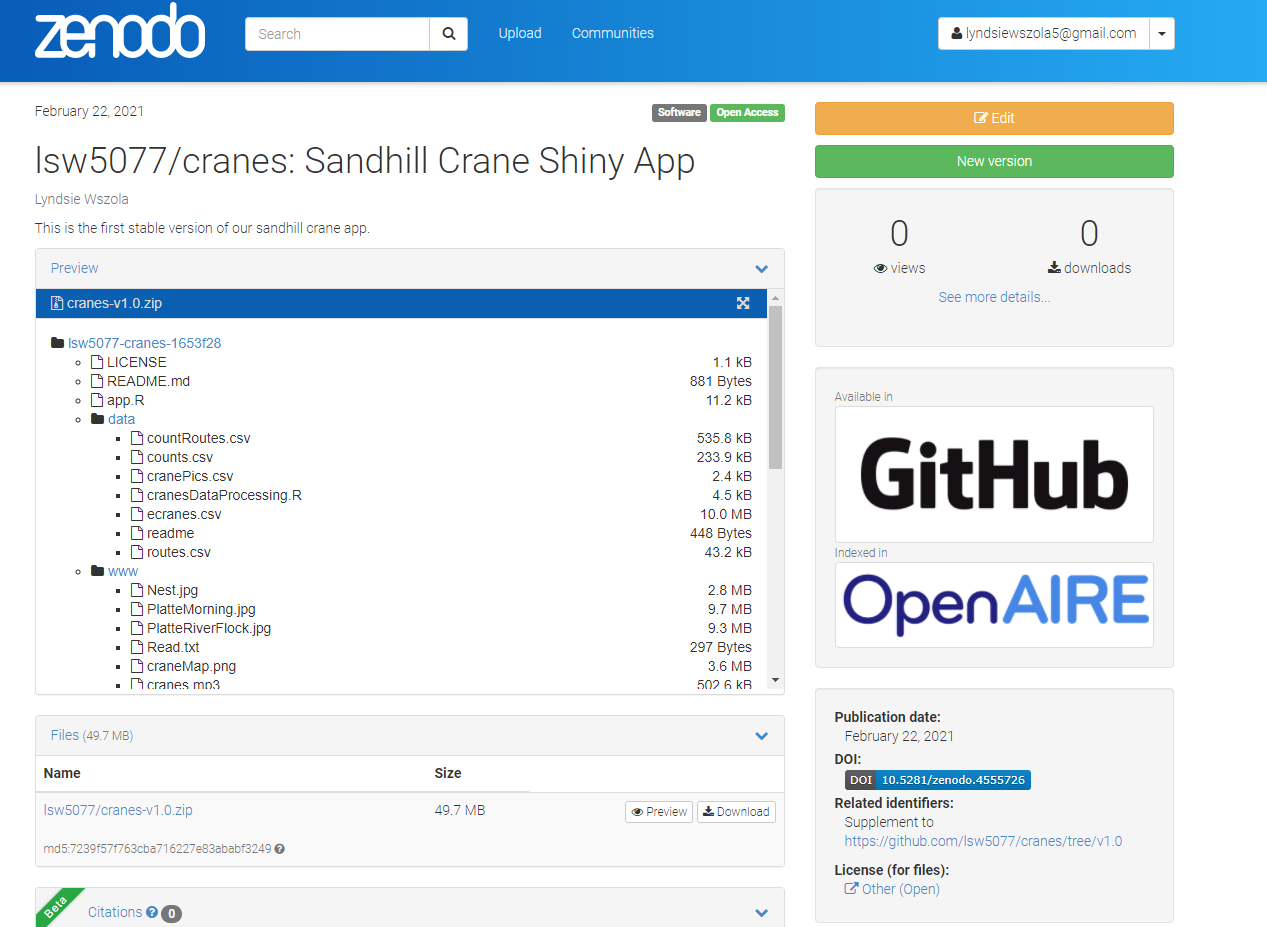 zenodo
Search
Upload
Communities
lyndsiewszola5@gmail.com
February 22, 2021
Software
Open Access
lsw5077/cranes: Sandhill Crane Shiny App
Lyndsie Wszola
This is the first stable version of our sandhill crane app.
Preview
cranes-v1.0.zip
lsw5077-cranes-1653f28
LICENSE 1.1 kB
README.md 881 Bytes
app.R 11.2 kB
data
countRoutes.csv 535.8 kB
counts.csv 233.9 kB
cranePics.csv 2.4 kB
cranesDataProcessing.R 4.5 kB
ecranes.csv 10.0 MB
readme 448 Bytes
routes.csv 43.2 kB
www
Nest.jpg 2.8 MB
PlatteMorning.jpg 9.7 MB
PlatteRiverFlock.jpg 9.3 MB
Read.txt 297 Bytes
craneMap.png 3.6 MB
cranes.mp3 502.6 kB
Files (49.7 MB)
Name Size
lsw5077/cranes-v1.0.zip 49.7 MB Preview Download
md5:7239f57f763cba716227e83ababf3249
Beta
Citations 0
Edit
New version
0 0
views downloads
See more details...
Available in
GitHub
Indexed in
OpenAIRE
Publication date:
February 22, 2021
DOI:
DOI 10.5281/zenodo.4555726
Related identifiers:
Supplement to
https://github.com/lsw5077/cranes/tree/v1.0
License (for files):
Other (Open)